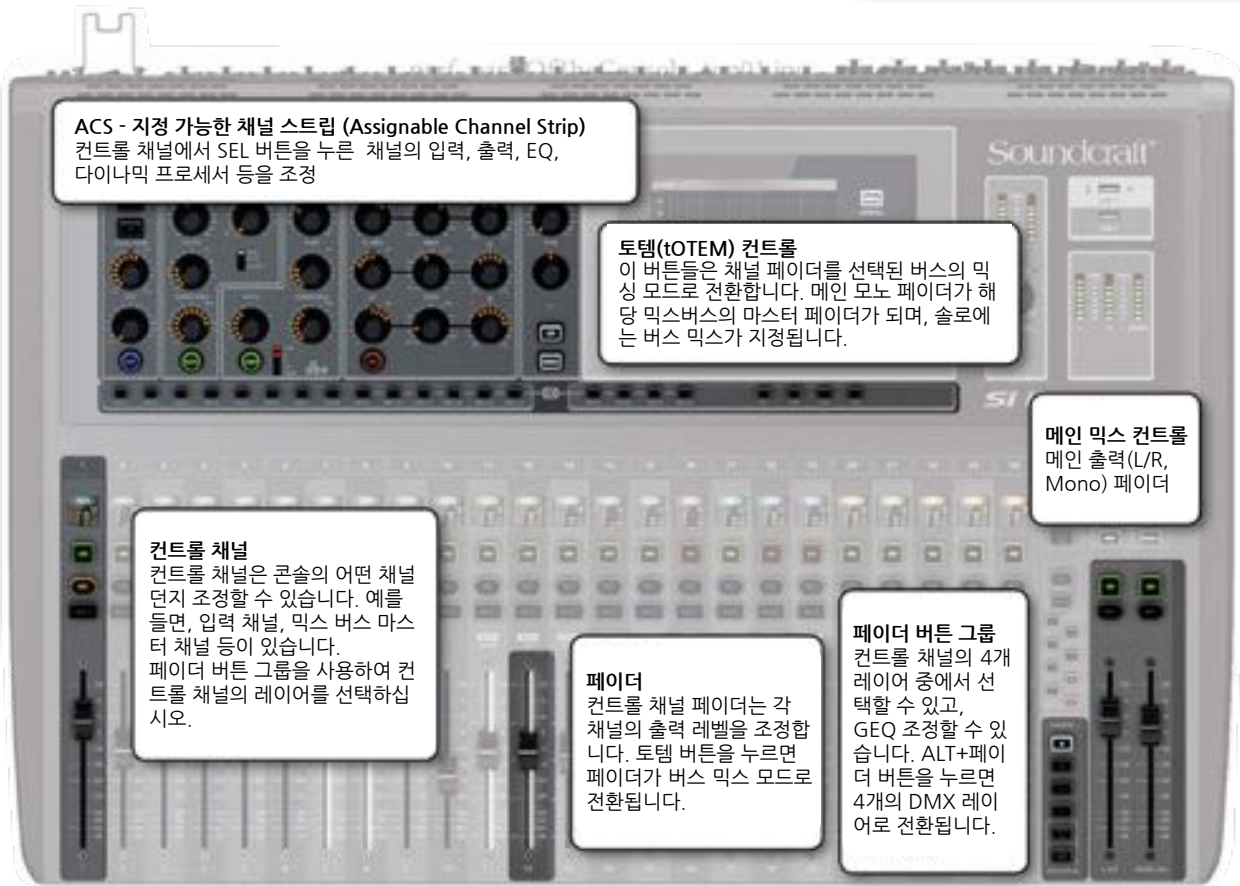 ACS - 지정 가능한 채널 스트립 (Assignable Channel Strip)
컨트롤 채널에서 SEL 버튼을 누른 채널의 입력, 출력, EQ,
다이나믹 프로세서 등을 조정
Soundcraft
토템(tOTEM) 컨트롤
이 버튼들은 채널 페이더를 선택된 버스의 믹
싱 모드로 전환합니다. 메인 모노 페이더가 해
당 믹스버스의 마스터 페이더가 되며, 솔로에
는 버스 믹스가 지정됩니다.
Si
메인 믹스 컨트롤
메인 출력(L/R,
Mono) 페이더
컨트롤 채널
컨트롤 채널은 콘솔의 어떤 채널
던지 조정할 수 있습니다. 예를
들면, 입력 채널, 믹스 버스 마스
터 채널 등이 있습니다.
페이더 버튼 그룹을 사용하여 컨
트롤 채널의 레이어를 선택하십
시오.
페이더
컨트롤 채널 페이더는 각
채널의 출력 레벨을 조정합
니다. 토템 버튼을 누르면
페이더가 버스 믹스 모드로
전환됩니다.
페이더 버튼 그룹
컨트롤 채널의 4개
레이어 중에서 선
택할 수 있고,
GEQ 조정할 수 있
습니다. ALT+페이
더 버튼을 누르면
4개의 DMX 레이
어로 전환됩니다.